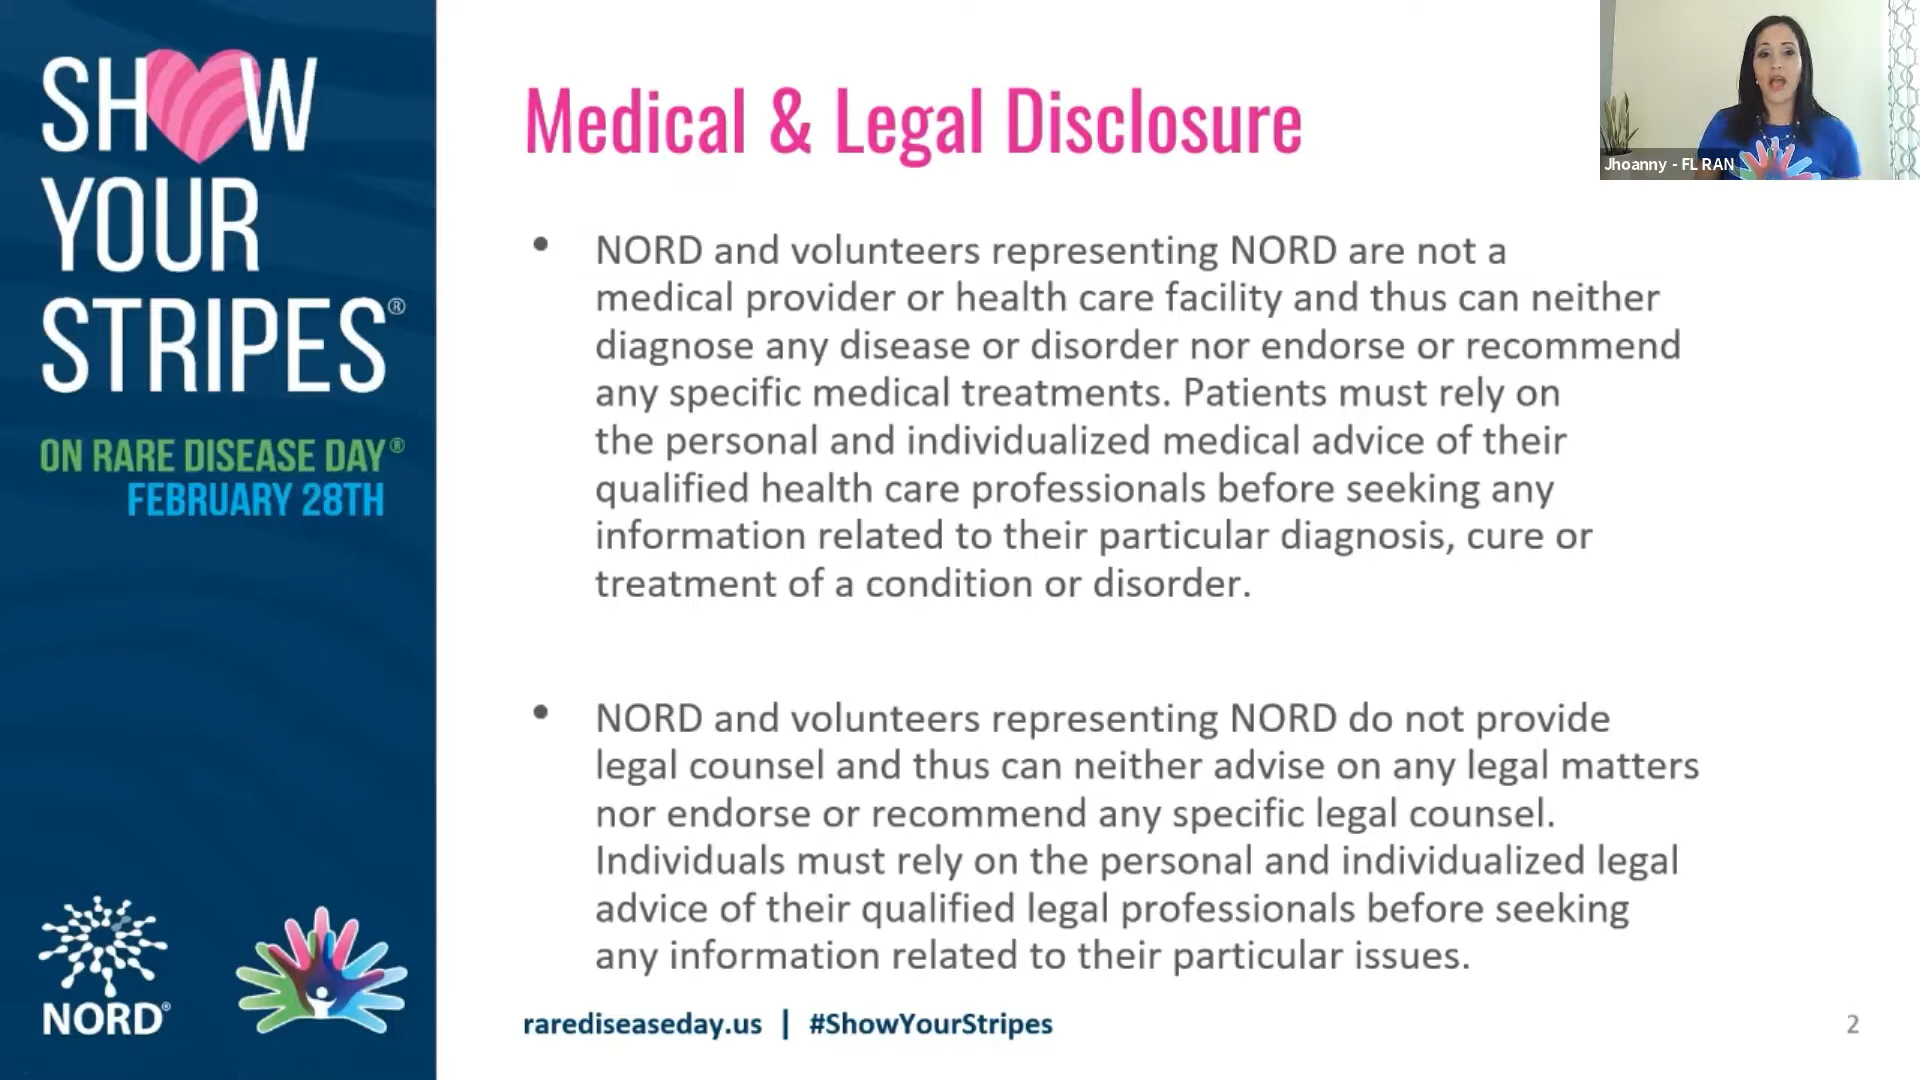 SHOW
YOUR
STRIPES®
ON RARE DISEASE DAY®
FEBRUARY 28TH
NORD®
Medical & Legal Disclosure
• NORD and volunteers representing NORD are not a
medical provider or health care facility and thus can neither
diagnose any disease or disorder nor endorse or recommend
any specific medical treatments. Patients must rely on
the personal and individualized medical advice of their
qualified health care professionals before seeking any
information related to their particular diagnosis, cure or
treatment of a condition or disorder.
• NORD and volunteers representing NORD do not provide
legal counsel and thus can neither advise on any legal matters
nor endorse or recommend any specific legal counsel.
Individuals must rely on the personal and individualized legal
advice of their qualified legal professionals before seeking
any information related to their particular issues.
rarediseaseday.us | #ShowYourStripes
2
Jhoanny - FL RAN